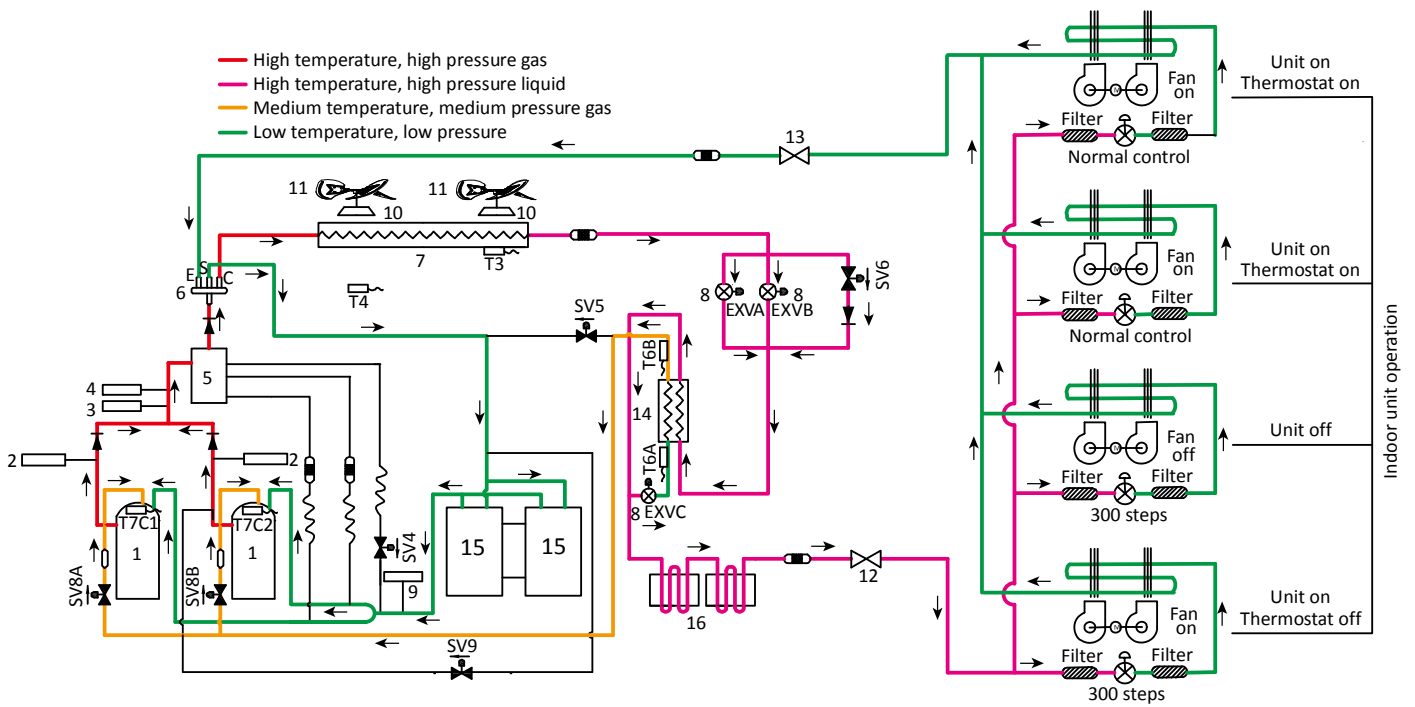 High temperature, high pressure gas
High temperature, high pressure liquid
Medium temperature, medium pressure gas
Low temperature, low pressure
13
11
11
10
10
7
T3
T4
E
S
C
6
5
4
3
2
2
T7C1
T7C2
1
1
SV8A
SV8B
SV4
9
SV9
15
15
SV5
T6B
14
T6A
8
EXVC
8
EXVA
8
EXVB
SV6
16
12
M
Fan
on
Filter
Filter
Normal control
Unit on
Thermostat on
M
Fan
on
Filter
Filter
Normal control
Unit on
Thermostat on
M
Fan
off
Filter
Filter
300 steps
Unit off
M
Fan
on
Filter
Filter
300 steps
Unit on
Thermostat off
Indoor unit operation